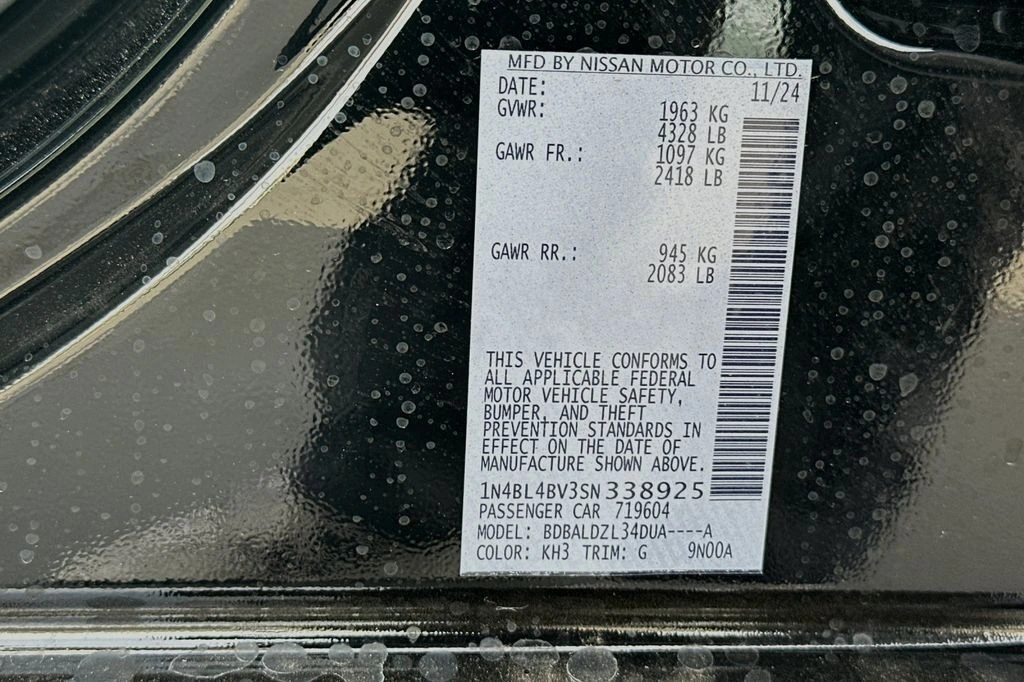 MFD BY NISSAN MOTOR CO., LTD.
DATE: 11/24
GVWR: 1963 KG
4328 LB
GAWR FR.: 1097 KG
2418 LB
GAWR RR.: 945 KG
2083 LB
THIS VEHICLE CONFORMS TO
ALL APPLICABLE FEDERAL
MOTOR VEHICLE SAFETY,
BUMPER, AND THEFT
PREVENTION STANDARDS IN
EFFECT ON THE DATE OF
MANUFACTURE SHOWN ABOVE.
1N4BL4BV3SN338925
PASSENGER CAR 719604
MODEL: BDBALDZL34DUA----A
COLOR: KH3 TRIM: G 9N00A